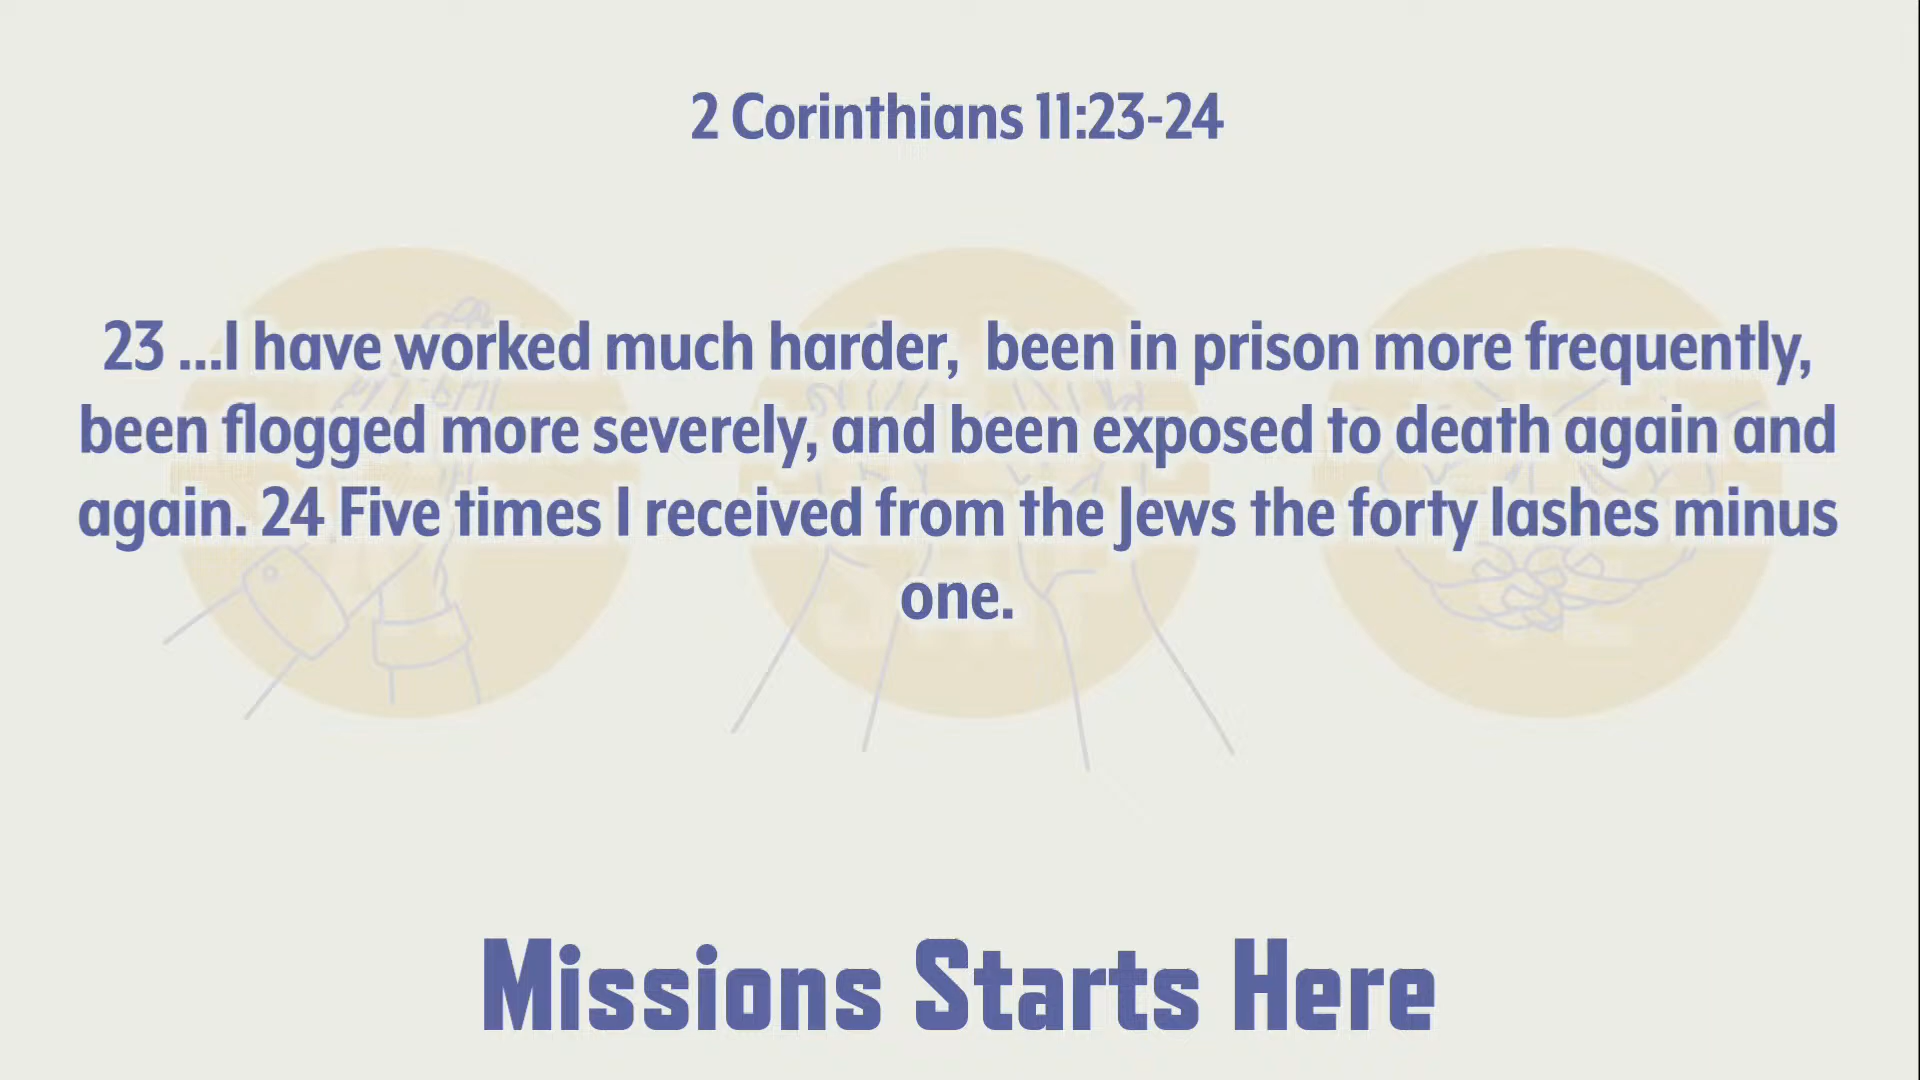 2 Corinthians 11:23-24
23 ...I have worked much harder,  been in prison more frequently,
been flogged more severely, and been exposed to death again and
again. 24 Five times I received from the Jews the forty lashes minus
one.
Missions Starts Here